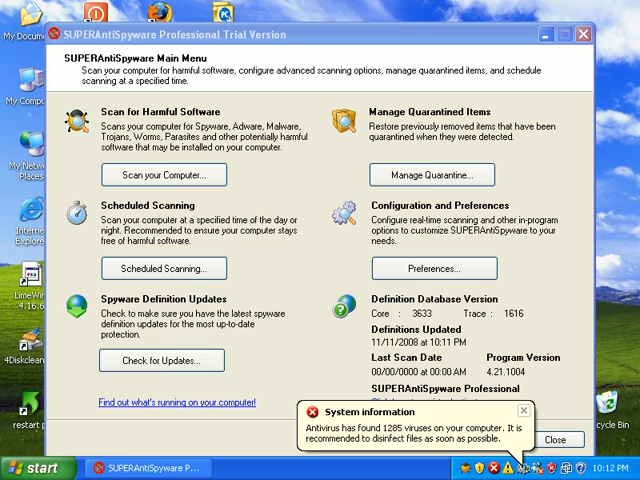 SUPERAntiSpyware Professional Trial Version
SUPERAntiSpyware Main Menu
Scan your computer for harmful software, configure advanced scanning options, manage quarantined items, and schedule
scanning at a specified time.
Scan for Harmful Software
Scans your computer for Spyware, Adware, Malware,
Trojans, Worms, Parasites and other potentially harmful
software that may be installed on your computer.
Scan your Computer...
Manage Quarantined Items
Restore previously removed items that have been
quarantined when they were detected.
Manage Quarantine...
Scheduled Scanning
Scan your computer at a specified time of the day or
night. Recommended to ensure your computer stays
free of harmful software.
Scheduled Scanning...
Configuration and Preferences
Configure real-time scanning and other in-program
options to customize SUPERAntiSpyware to your
needs.
Preferences...
Spyware Definition Updates
Check to make sure you have the latest spyware
definition updates for the most up-to-date
protection.
Check for Updates...
Find out what's running on your computer!
Definition Database Version
Core : 3633 Trace : 1616
Definitions Updated
11/11/2008 at 10:11 PM
Last Scan Date Program Version
00/00/0000 at 00:00 AM 4.21.1004
SUPERAntiSpyware Professional
System information
Antivirus has found 1285 viruses on your computer. It is
recommended to disinfect files as soon as possible.
Close
My Docum
My Compu
My Netw
Places
Intern
Explore
LimeWir
4.16.6
4Diskclean
restart p
cycle Bin
start
SUPERAntiSpyware P...
10:12 PM